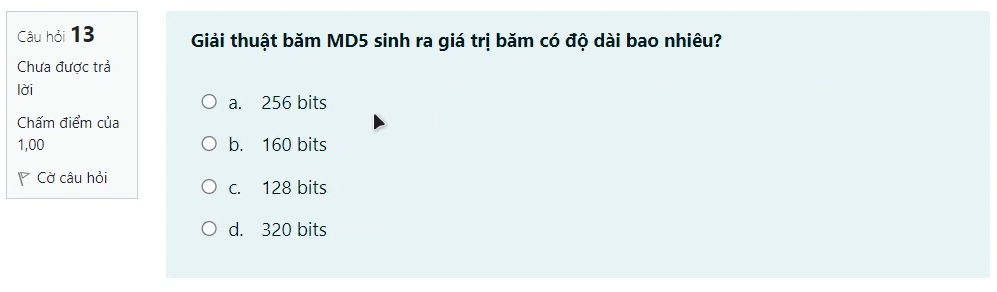 Câu hỏi 13
Chưa được trả
lời
Chấm điểm của
1,00
Cờ câu hỏi
Giải thuật băm MD5 sinh ra giá trị băm có độ dài bao nhiêu?
a. 256 bits
b. 160 bits
c. 128 bits
d. 320 bits